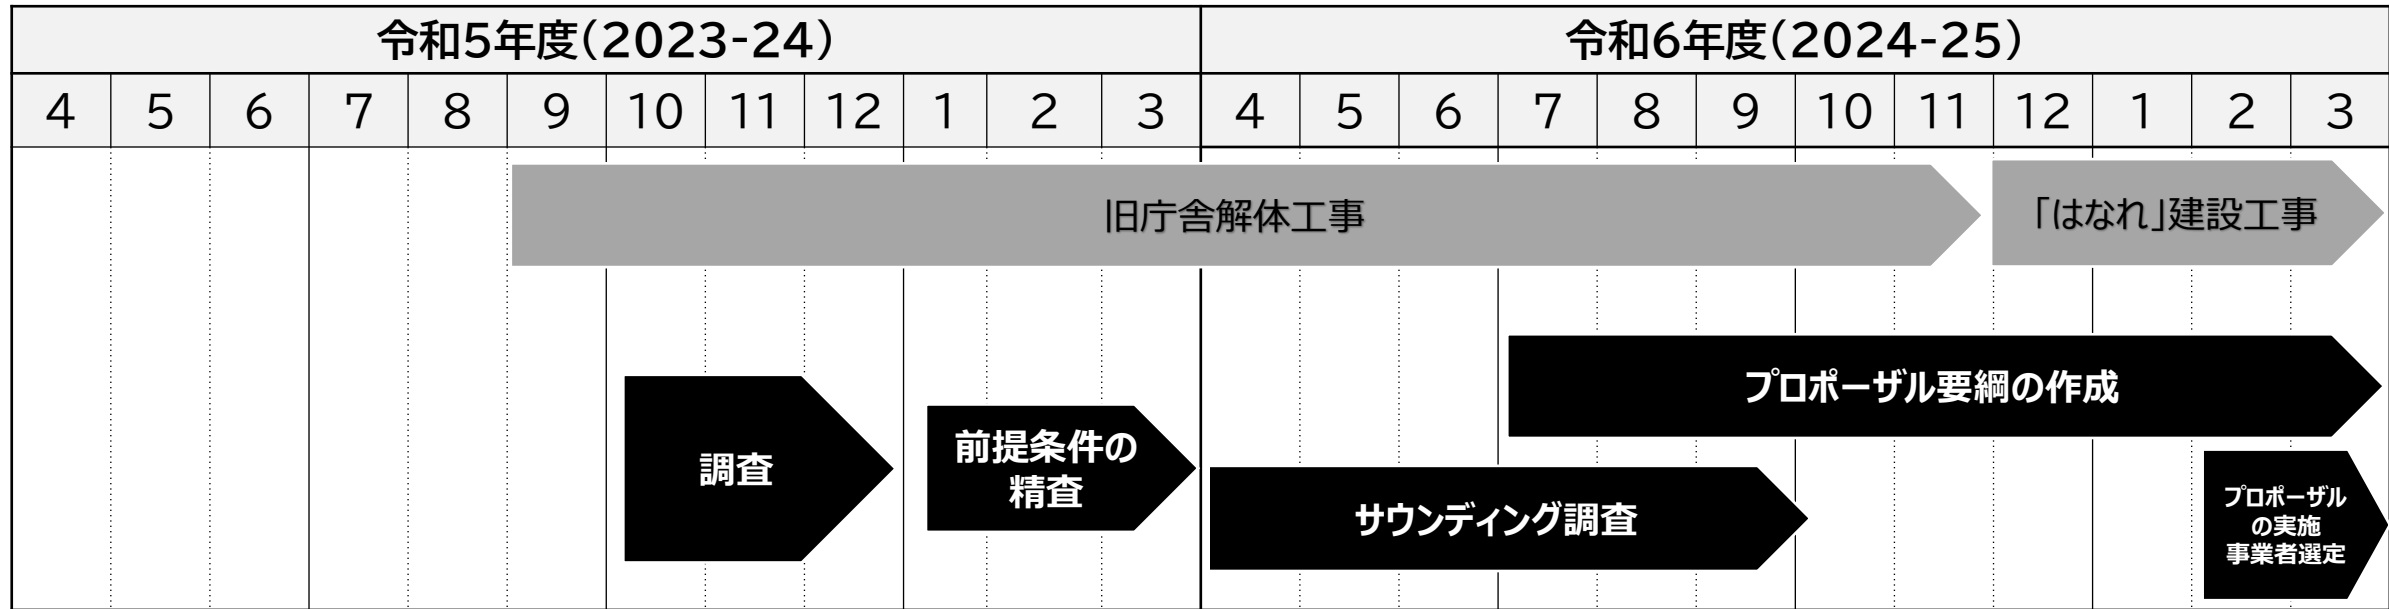 令和5年度(2023-24)
令和6年度(2024-25)
4 5 6 7 8 9 10 11 12 1 2 3 4 5 6 7 8 9 10 11 12 1 2 3
旧庁舎解体工事
「はなれ」建設工事
プロポーザル要綱の作成
調査
前提条件の
精査
サウンディング調査
プロポーザル
の実施
事業者選定